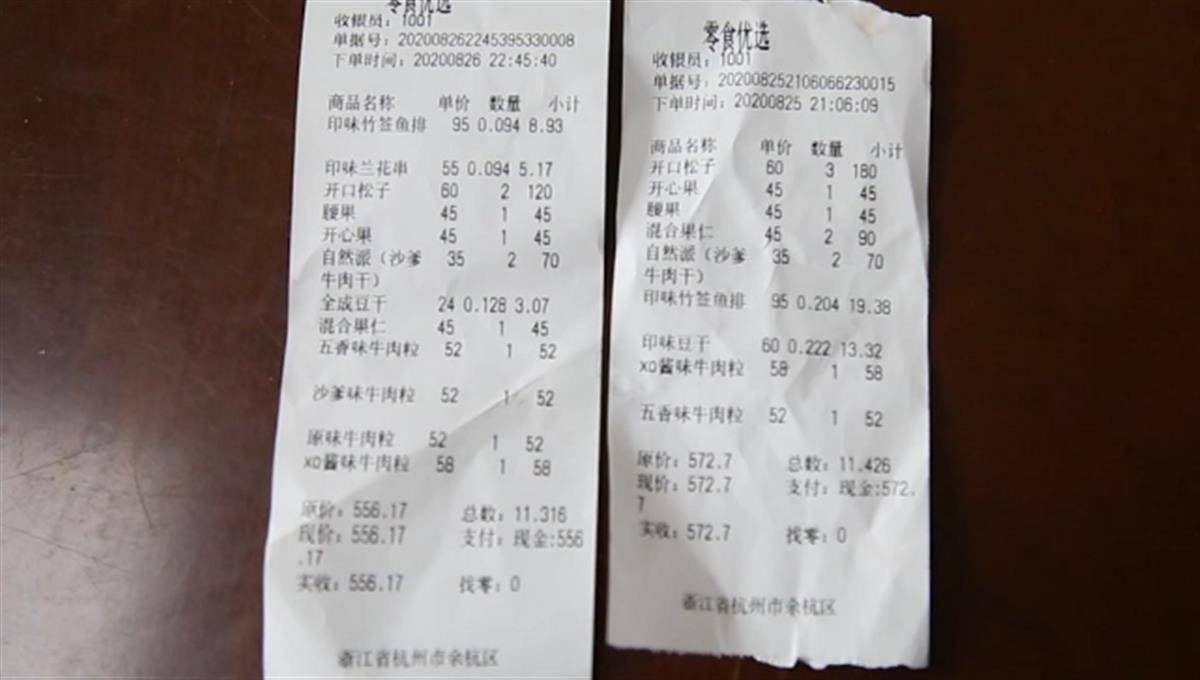 零食优选
收银员：1001
单据号：202008262245395330008
下单时间：20200826 22:45:40
商品名称 单价 数量 小计
印味竹签鱼排 95 0.094 8.93
印味兰花串 55 0.094 5.17
开口松子 60 2 120
腰果 45 1 45
开心果 45 1 45
自然派（沙爹 35 2 70
牛肉干）
全成豆干 24 0.128 3.07
混合果仁 45 1 45
五香味牛肉粒 52 1 52
沙爹味牛肉粒 52 1 52
原味牛肉粒 52 1 52
xo酱味牛肉粒 58 1 58
原价：556.17 总数：11.316
现价：556.17 支付：现金:556
.17
实收：556.17 找零：0
浙江省杭州市余杭区
零食优选
收银员：1001
单据号：202008252106066230015
下单时间：20200825 21:06:09
商品名称 单价 数量 小计
开口松子 60 3 180
开心果 45 1 45
腰果 45 1 45
混合果仁 45 2 90
自然派（沙爹 35 2 70
牛肉干）
印味竹签鱼排 95 0.204 19.38
印味豆干 60 0.222 13.32
xo酱味牛肉粒 58 1 58
五香味牛肉粒 52 1 52
原价：572.7 总数：11.426
现价：572.7 支付：现金:572.
7
实收：572.7 找零：0
浙江省杭州市余杭区